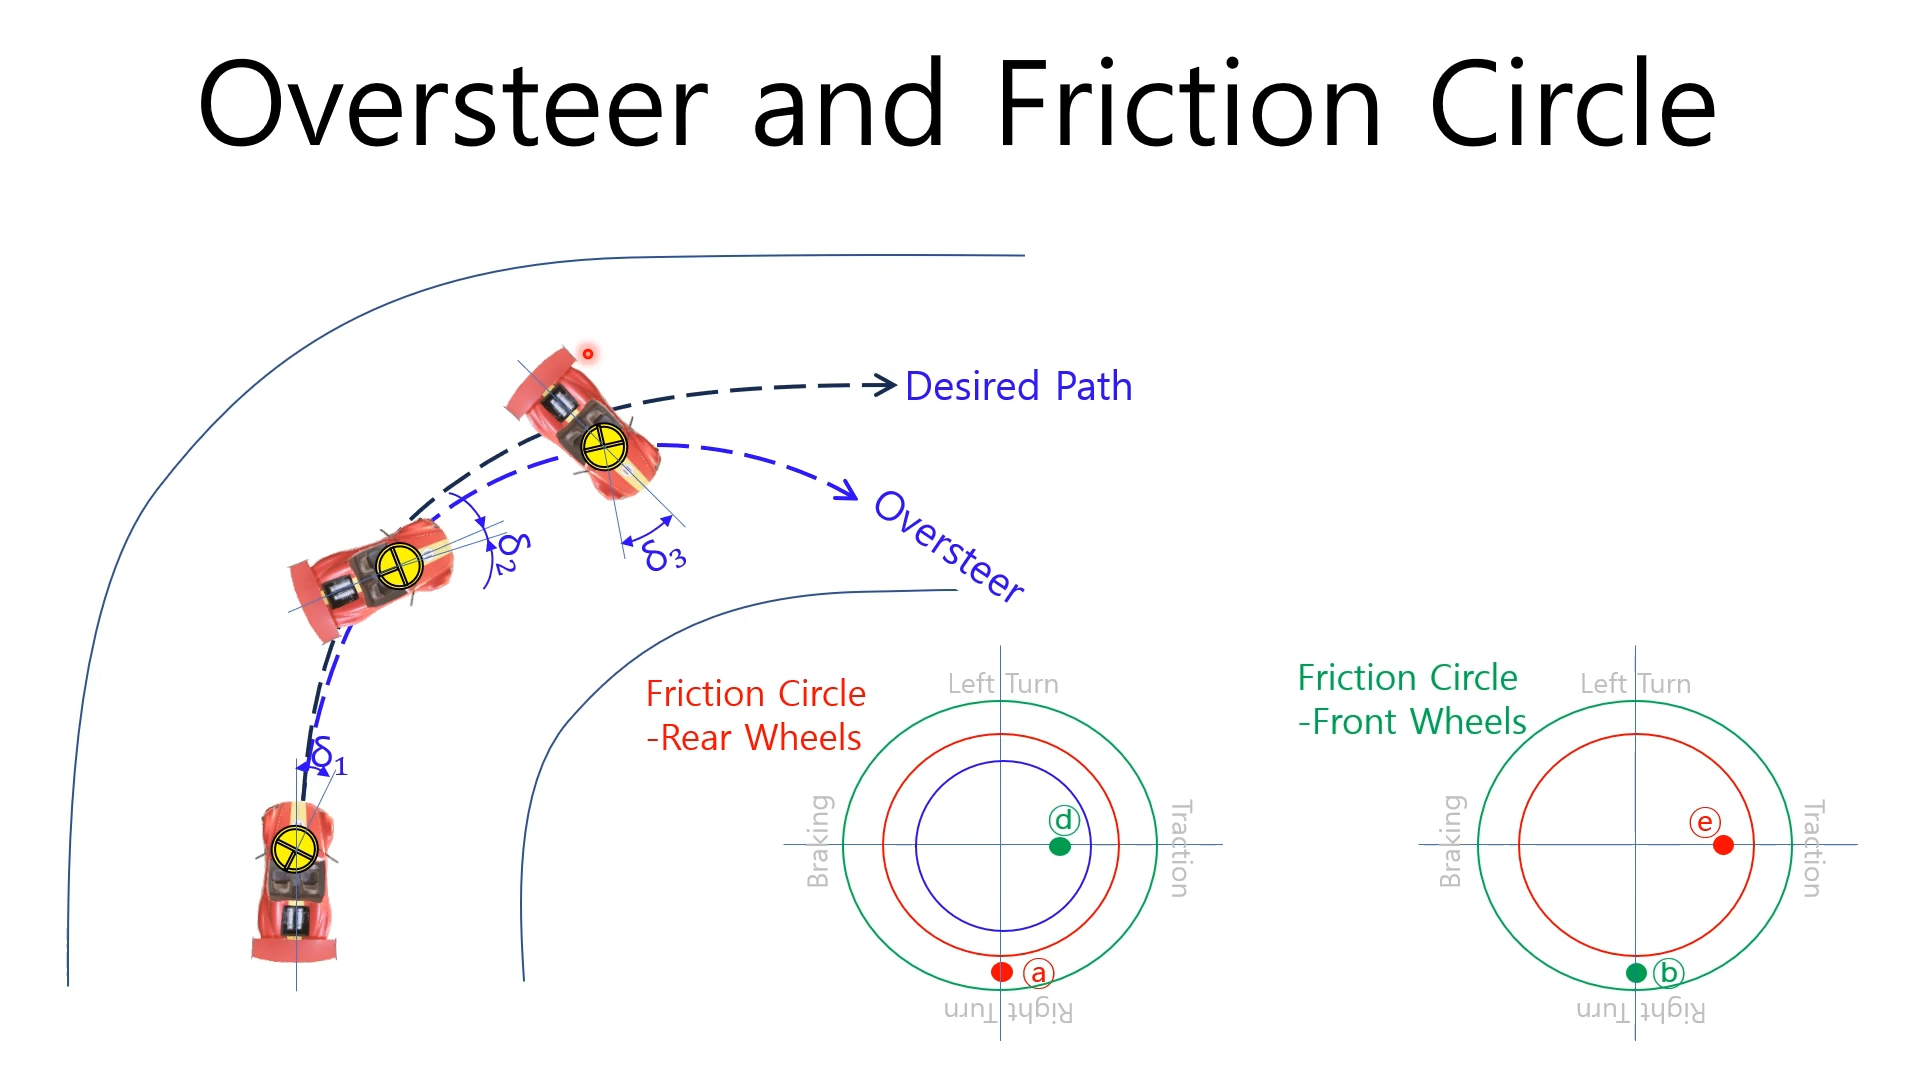 Oversteer and Friction Circle
Desired Path
Oversteer
δ1
δ2
δ3
Friction Circle
-Rear Wheels
Left Turn
Braking
Traction
Right Turn
ⓓ
ⓐ
Friction Circle
-Front Wheels
Left Turn
Braking
Traction
Right Turn
ⓔ
ⓑ